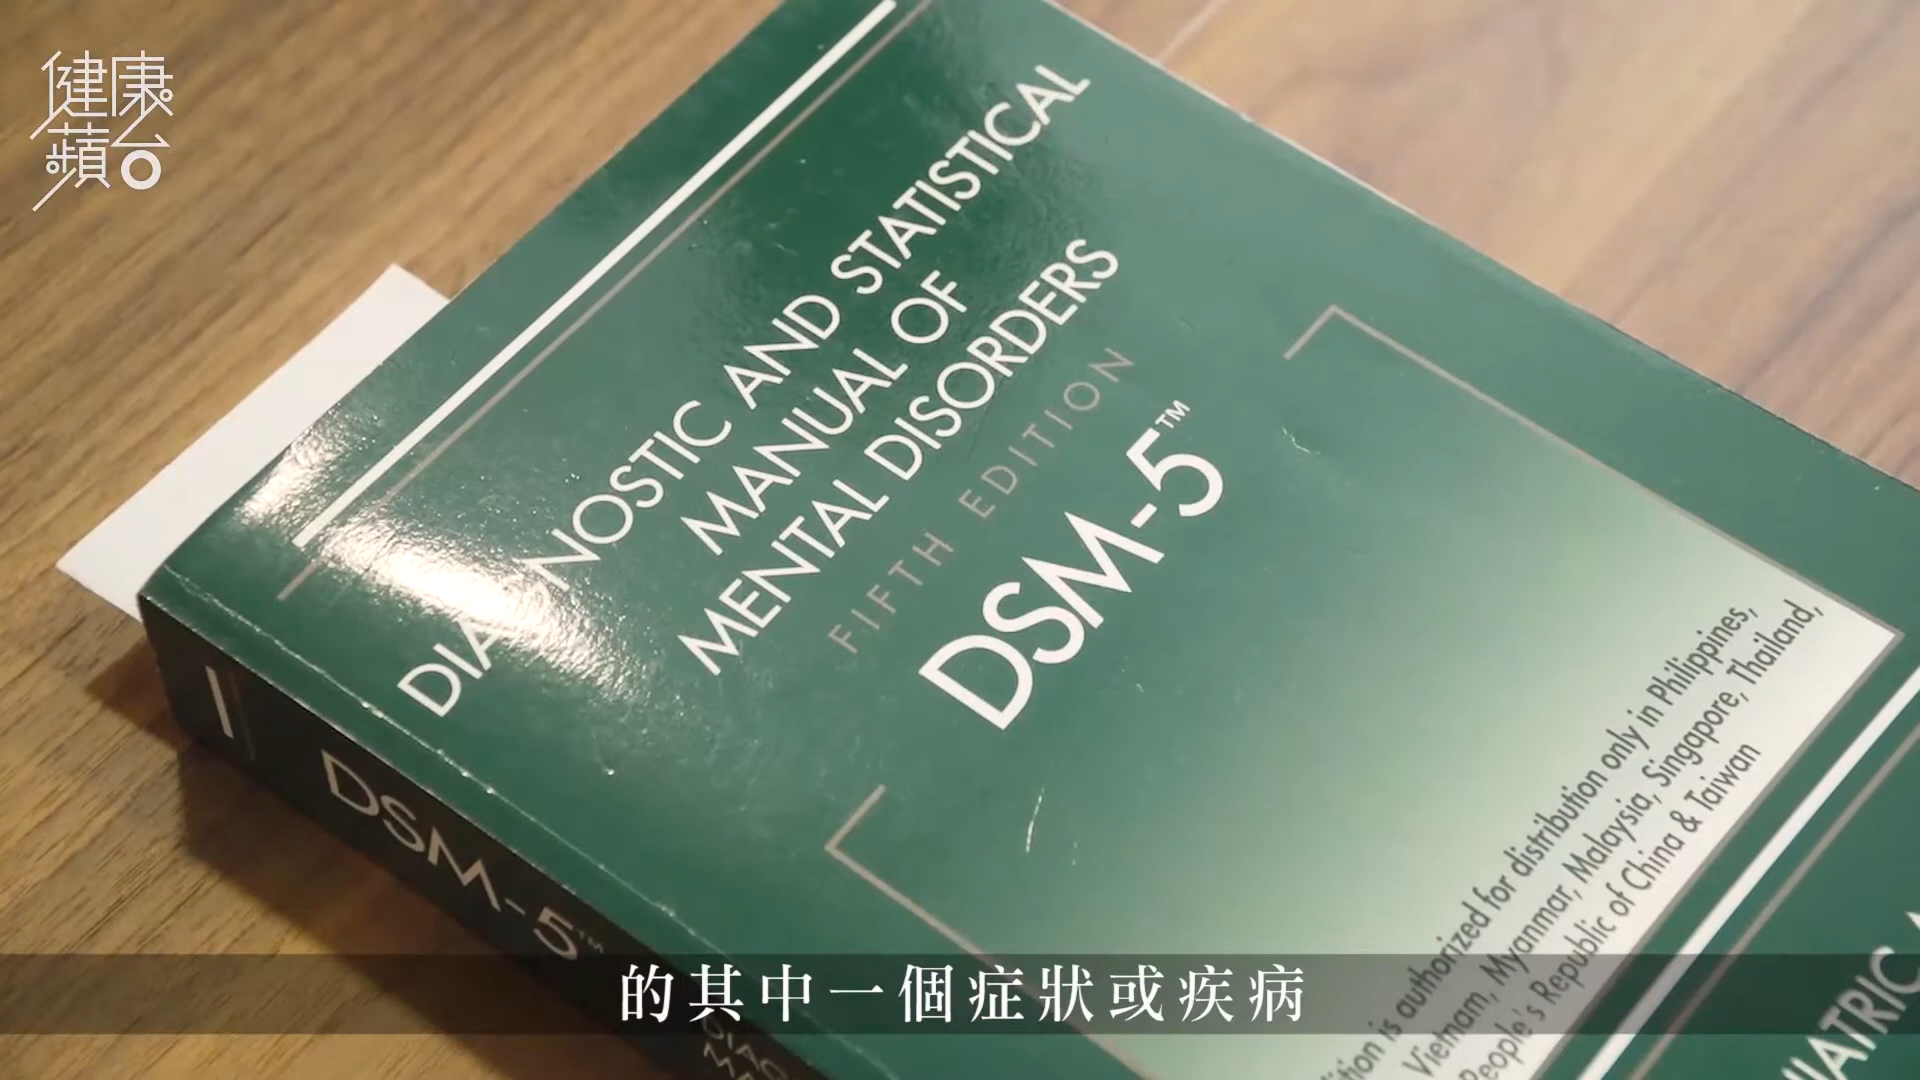 健康
蘋台
DIAGNOSTIC AND STATISTICAL
MANUAL OF
MENTAL DISORDERS
FIFTH EDITION
DSM-5™
is authorized for distribution only in Philippines,
Vietnam, Myanmar, Malaysia, Singapore, Thailand,
People's Republic of China & Taiwan
DSM-5™
的其中一個症狀或疾病